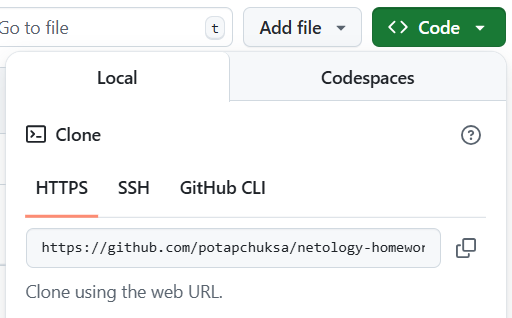 Go to file t Add file Code
Local Codespaces
Clone
HTTPS SSH GitHub CLI
https://github.com/potapchuksa/netology-homewor
Clone using the web URL.